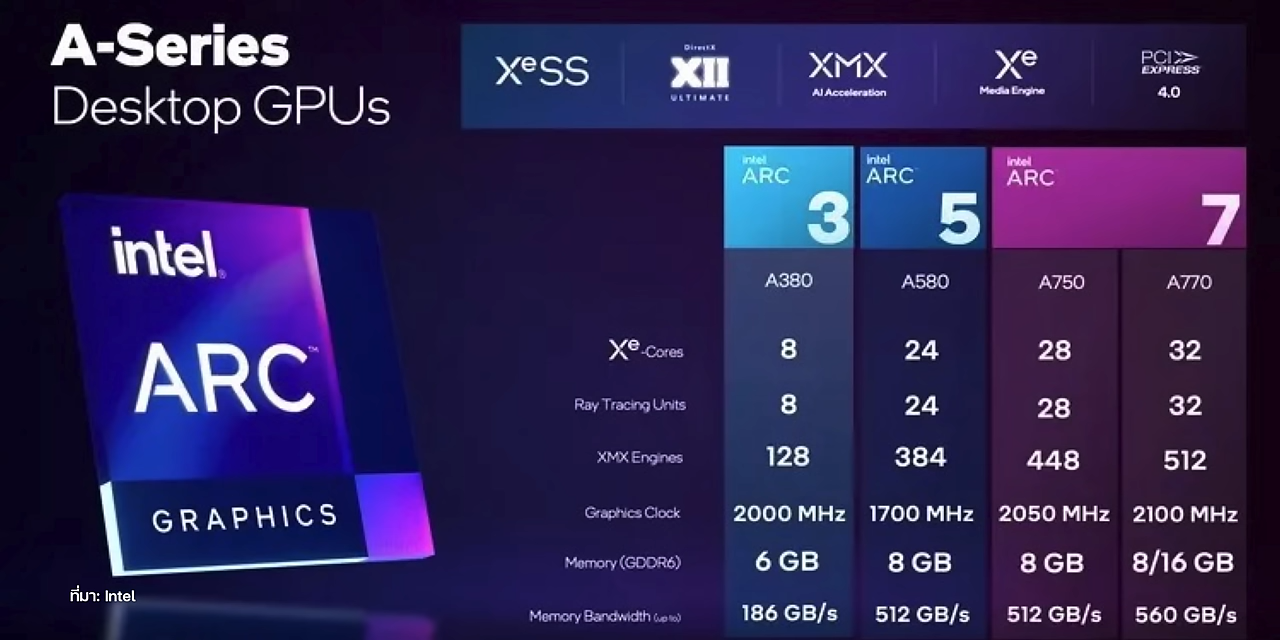 A-Series
Desktop GPUs
XeSS
DirectX
XII
ULTIMATE
XMX
AI Acceleration
Xe
Media Engine
PCI
EXPRESS
4.0
intel
ARC
3
intel
ARC
5
intel
ARC
7
intel®
ARC™
GRAPHICS
A380 A580 A750 A770
Xe-Cores 8 24 28 32
Ray Tracing Units 8 24 28 32
XMX Engines 128 384 448 512
Graphics Clock 2000 MHz 1700 MHz 2050 MHz 2100 MHz
Memory (GDDR6) 6 GB 8 GB 8 GB 8/16 GB
Memory Bandwidth (up to) 186 GB/s 512 GB/s 512 GB/s 560 GB/s
ที่มา: Intel